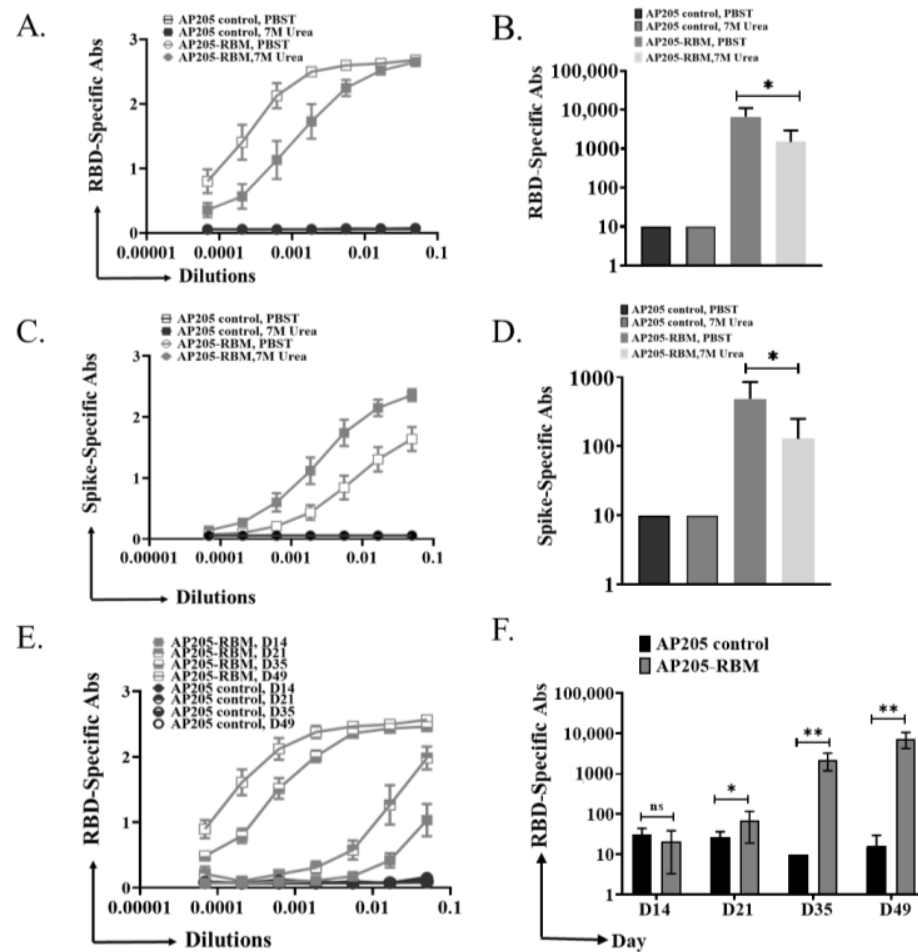 A.
AP205 control, PBST
AP205 control, 7M Urea
AP205-RBM, PBST
AP205-RBM,7M Urea
RBD-Specific Abs
3
2
1
0
0.00001 0.0001 0.001 0.01 0.1
Dilutions
B.
AP205 control, PBST
AP205 control, 7M Urea
AP205-RBM, PBST
AP205-RBM,7M Urea
RBD-Specific Abs
100,000
10,000
1000
100
10
1
*
C.
AP205 control, PBST
AP205 control, 7M Urea
AP205-RBM, PBST
AP205-RBM,7M Urea
Spike-Specific Abs
3
2
1
0
0.00001 0.0001 0.001 0.01 0.1
Dilutions
D.
AP205 control, PBST
AP205 control, 7M Urea
AP205-RBM, PBST
AP205-RBM,7M Urea
Spike-Specific Abs
1000
100
10
1
*
E.
AP205-RBM, D14
AP205-RBM, D21
AP205-RBM, D35
AP205-RBM, D49
AP205 control, D14
AP205 control, D21
AP205 control, D35
AP205 control, D49
RBD-Specific Abs
3
2
1
0
0.00001 0.0001 0.001 0.01 0.1
Dilutions
F.
AP205 control
AP205-RBM
RBD-Specific Abs
100,000
10,000
1000
100
10
1
ns * ** **
D14 D21 D35 D49
Day